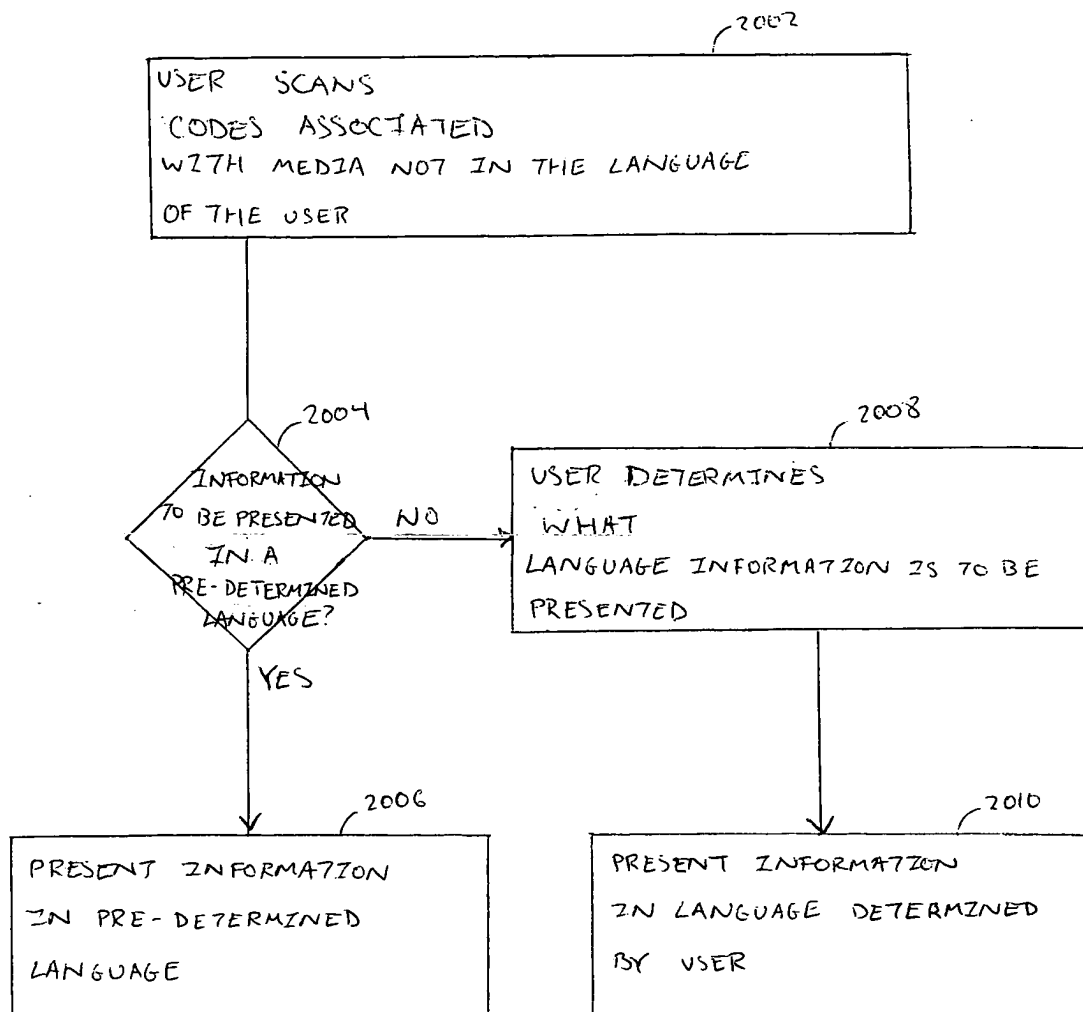 2002
USER SCANS
CODES ASSOCIATED
WITH MEDIA NOT IN THE LANGUAGE
OF THE USER
2004
INFORMATION
TO BE PRESENTED
IN A
PRE-DETERMINED
LANGUAGE?
NO
YES
2008
USER DETERMINES
WHAT
LANGUAGE INFORMATION IS TO BE
PRESENTED
2006
PRESENT INFORMATION
IN PRE-DETERMINED
LANGUAGE
2010
PRESENT INFORMATION
IN LANGUAGE DETERMINED
BY USER